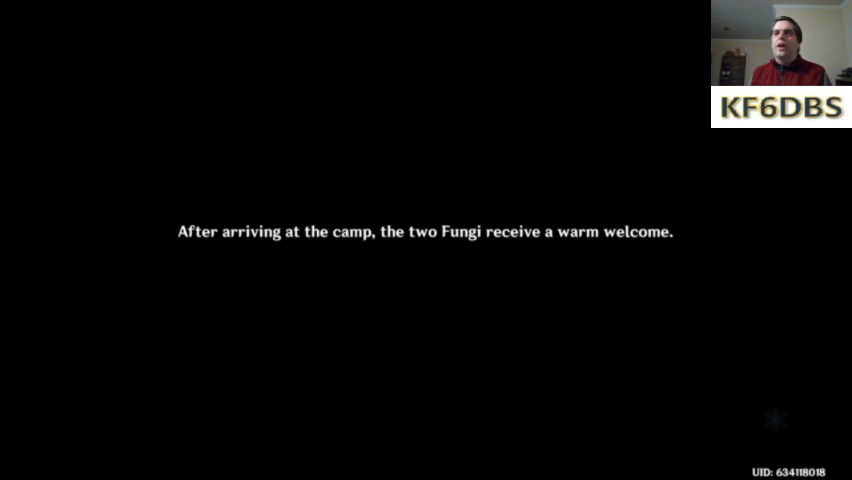 KF6DBS
After arriving at the camp, the two Fungi receive a warm welcome.
UID: 634118018